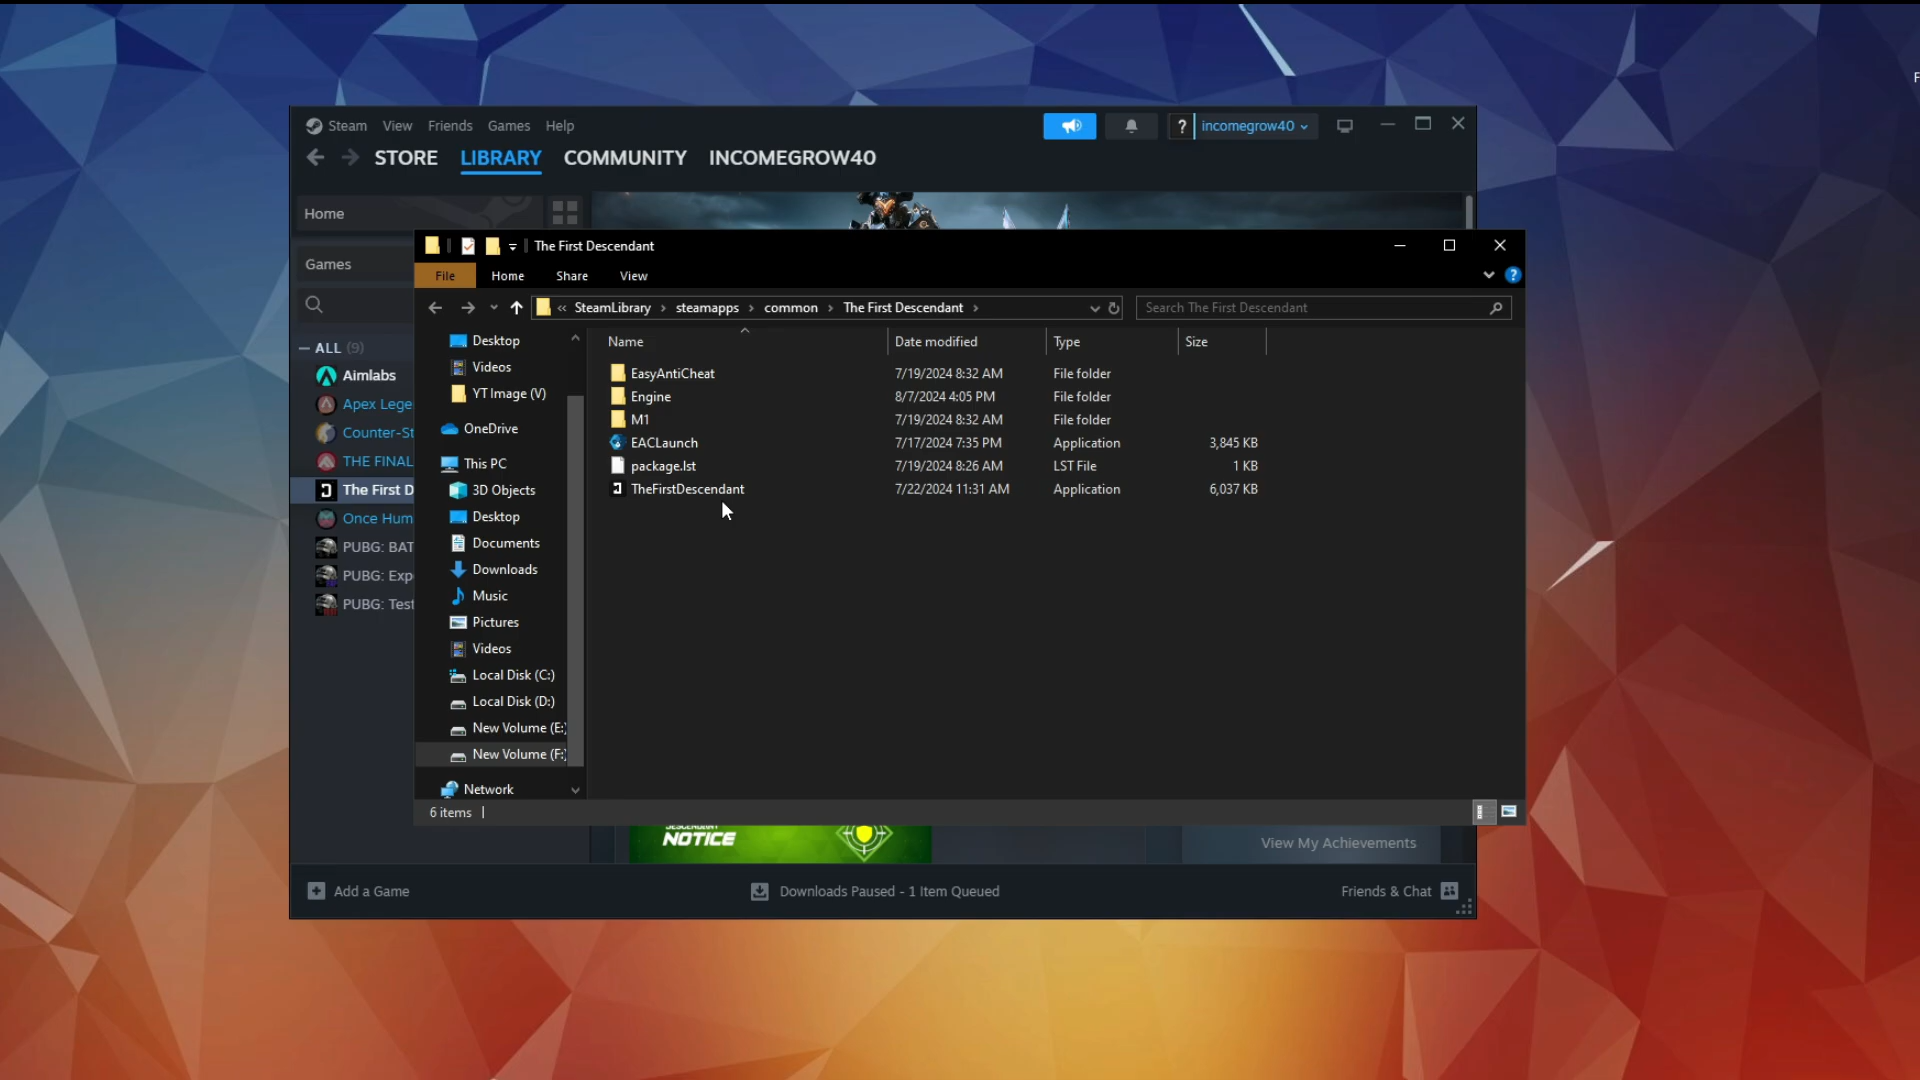 F
Steam View Friends Games Help
? incomegrow40
STORE LIBRARY COMMUNITY INCOMEGROW40
Home
Games
— ALL (9)
Aimlabs
Apex Lege
Counter-St
THE FINAL
The First D
Once Hum
PUBG: BAT
PUBG: Exp
PUBG: Test
The First Descendant
File Home Share View
?
« SteamLibrary > steamapps > common > The First Descendant >
Search The First Descendant
Desktop
Videos
YT Image (V)
OneDrive
This PC
3D Objects
Desktop
Documents
Downloads
Music
Pictures
Videos
Local Disk (C:)
Local Disk (D:)
New Volume (E:)
New Volume (F:)
Network
Name Date modified Type Size
EasyAntiCheat 7/19/2024 8:32 AM File folder
Engine 8/7/2024 4:05 PM File folder
M1 7/19/2024 8:32 AM File folder
EACLaunch 7/17/2024 7:35 PM Application 3,845 KB
package.lst 7/19/2024 8:26 AM LST File 1 KB
TheFirstDescendant 7/22/2024 11:31 AM Application 6,037 KB
6 items
DESCENDANT
NOTICE
View My Achievements
Add a Game
Downloads Paused - 1 Item Queued
Friends & Chat